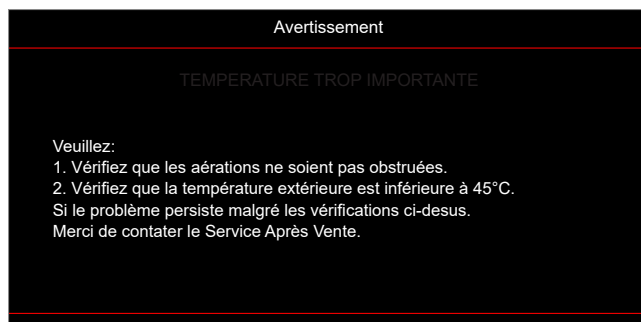 Avertissement
TEMPERATURE TROP IMPORTANTE
Veuillez:
1. Vérifiez que les aérations ne soient pas obstruées.
2. Vérifiez que la température extérieure est inférieure à 45°C.
Si le problème persiste malgré les vérifications ci-desus.
Merci de contater le Service Après Vente.